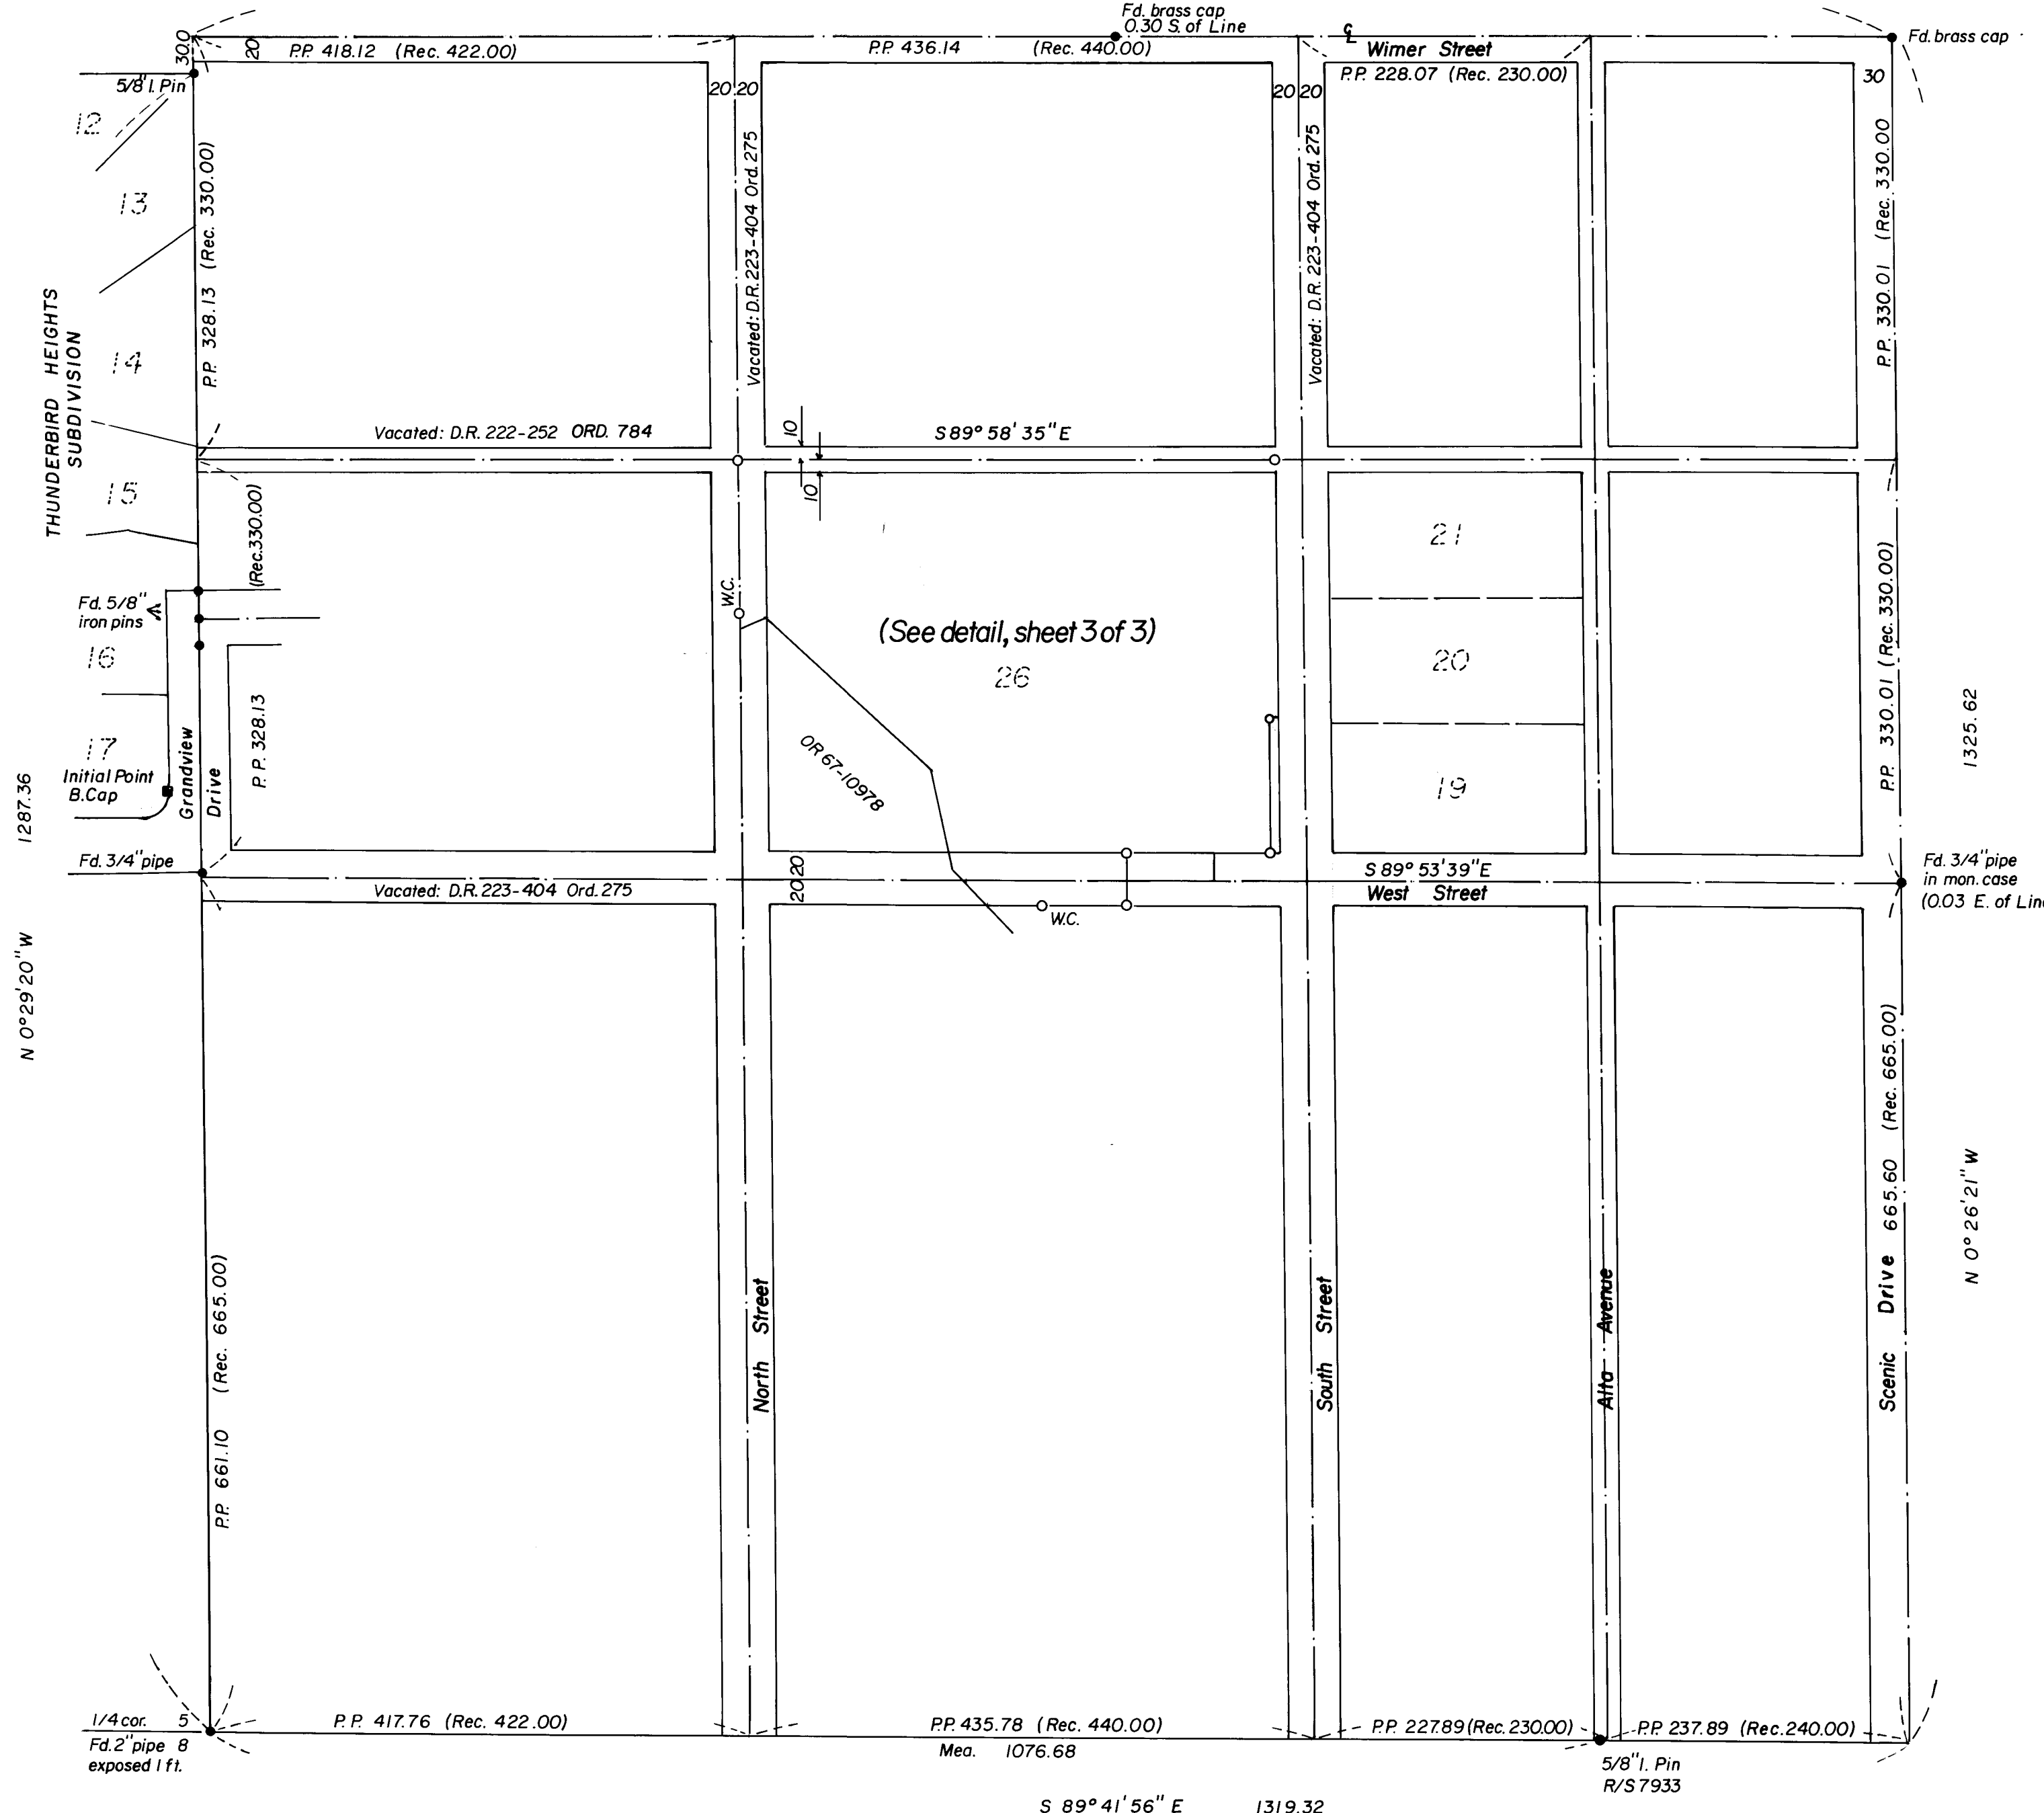 Fd. brass cap
0.30 S. of Line
30.0
20
P.P. 418.12 (Rec. 422.00)
P.P. 436.14 (Rec. 440.00)
℄
Wimer Street
P.P. 228.07 (Rec. 230.00)
Fd. brass cap
30
5/8" I. Pin
20 20
20 20
12
13
14
15
16
17
THUNDERBIRD HEIGHTS
SUBDIVISION
P.P. 328.13 (Rec. 330.00)
Vacated: D.R. 223-404 Ord. 275
Vacated: D.R. 223-404 Ord. 275
P.P. 330.01 (Rec. 330.00
Vacated: D.R. 222-252 ORD. 784
10
10
S 89° 58' 35" E
(Rec. 330.00)
Fd. 5/8"
iron pins
W.C.
(See detail, sheet 3 of 3)
26
21
20
19
P.P. 330.01 (Rec. 330.00)
1325.62
P.P. 328.13
Grandview
Drive
Initial Point
B.Cap
1287.36
OR 67-10978
Fd. 3/4" pipe
20 20
Vacated: D.R. 223-404 Ord. 275
S 89° 53' 39" E
West Street
W.C.
Fd. 3/4" pipe
in mon. case
(0.03 E. of Line
N 0° 29' 20" W
P.P. 661.10 (Rec. 665.00)
North Street
South Street
Alta Avenue
Scenic Drive 665.60 (Rec. 665.00)
N 0° 26' 21" W
1/4 cor. 5
Fd. 2" pipe 8
exposed 1 ft.
P.P. 417.76 (Rec. 422.00)
P.P. 435.78 (Rec. 440.00)
P.P. 227.89 (Rec. 230.00)
P.P. 237.89 (Rec. 240.00)
Mea. 1076.68
5/8" I. Pin
R/S 7933
S 89° 41' 56" E 1319.32